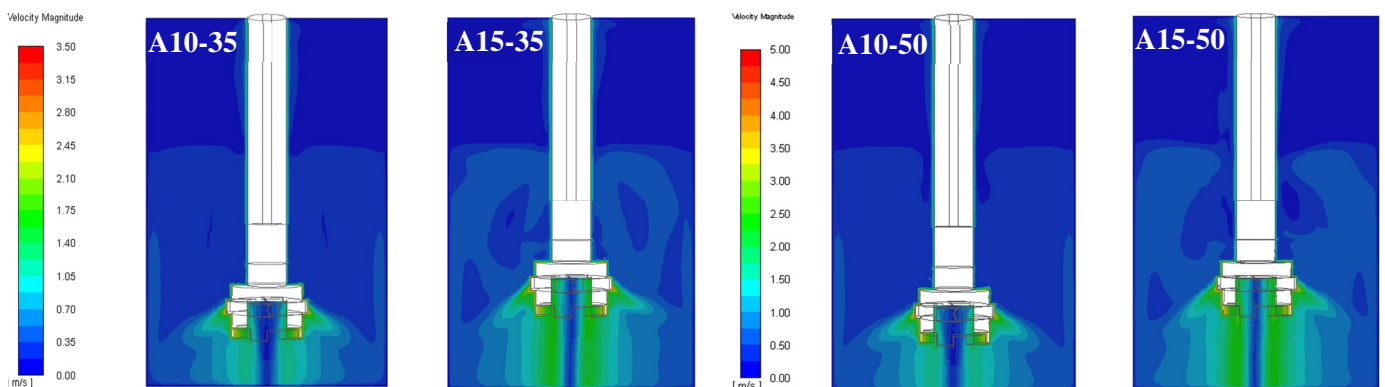 Velocity Magnitude
3.50
3.15
2.80
2.45
2.10
1.75
1.40
1.05
0.70
0.35
0.00
[ m/s ]
A10-35
A15-35
Velocity Magnitude
5.00
4.50
4.00
3.50
3.00
2.50
2.00
1.50
1.00
0.50
0.00
[ m/s ]
A10-50
A15-50